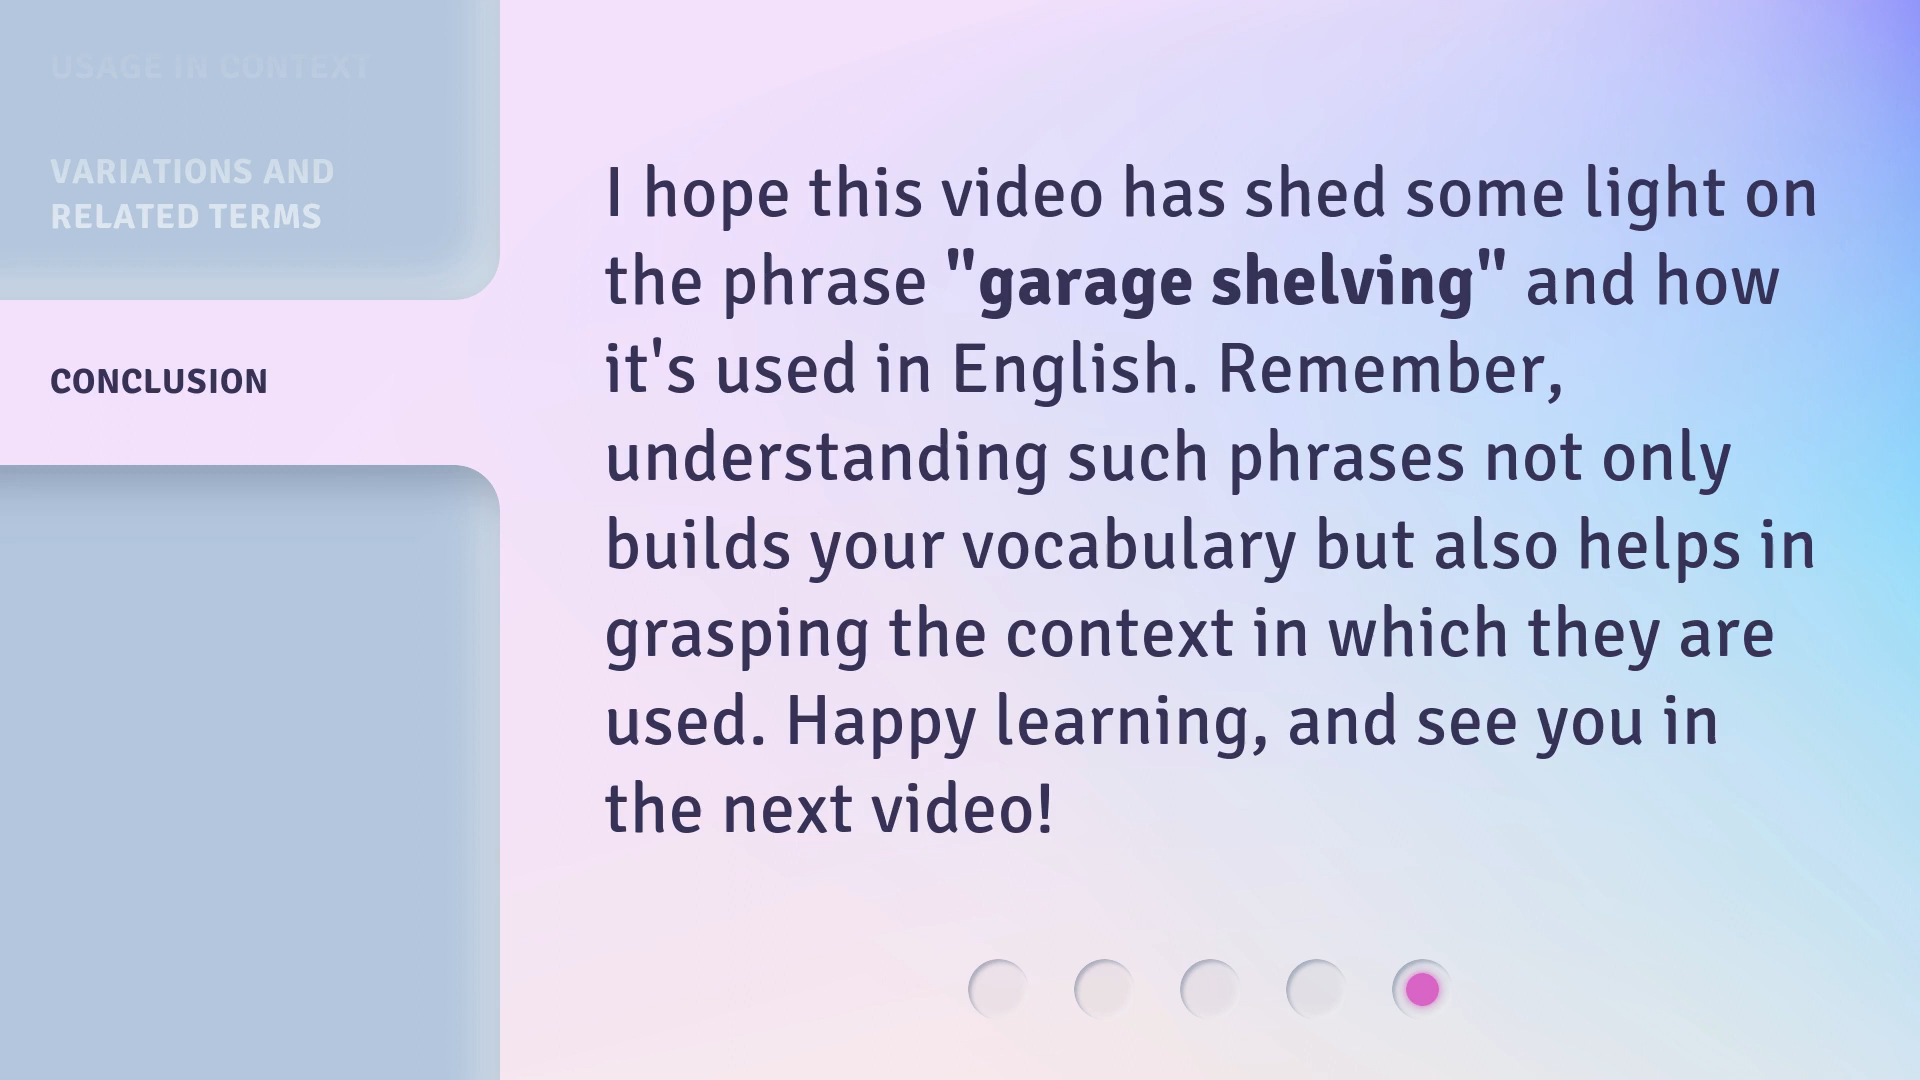 USAGE IN CONTEXT
VARIATIONS AND
RELATED TERMS
CONCLUSION
I hope this video has shed some light on
the phrase "garage shelving" and how
it's used in English. Remember,
understanding such phrases not only
builds your vocabulary but also helps in
grasping the context in which they are
used. Happy learning, and see you in
the next video!